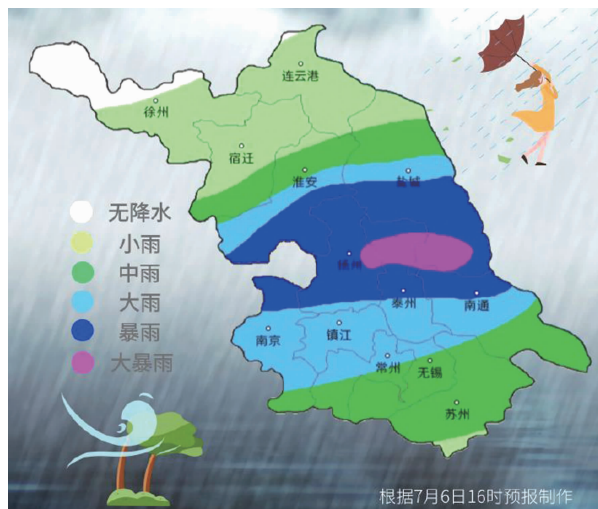 连云港
徐州
宿迁
淮安
盐城
无降水
小雨
中雨
大雨
暴雨
大暴雨
扬州
泰州
南通
南京
镇江
常州
无锡
苏州
根据7月6日16时预报制作